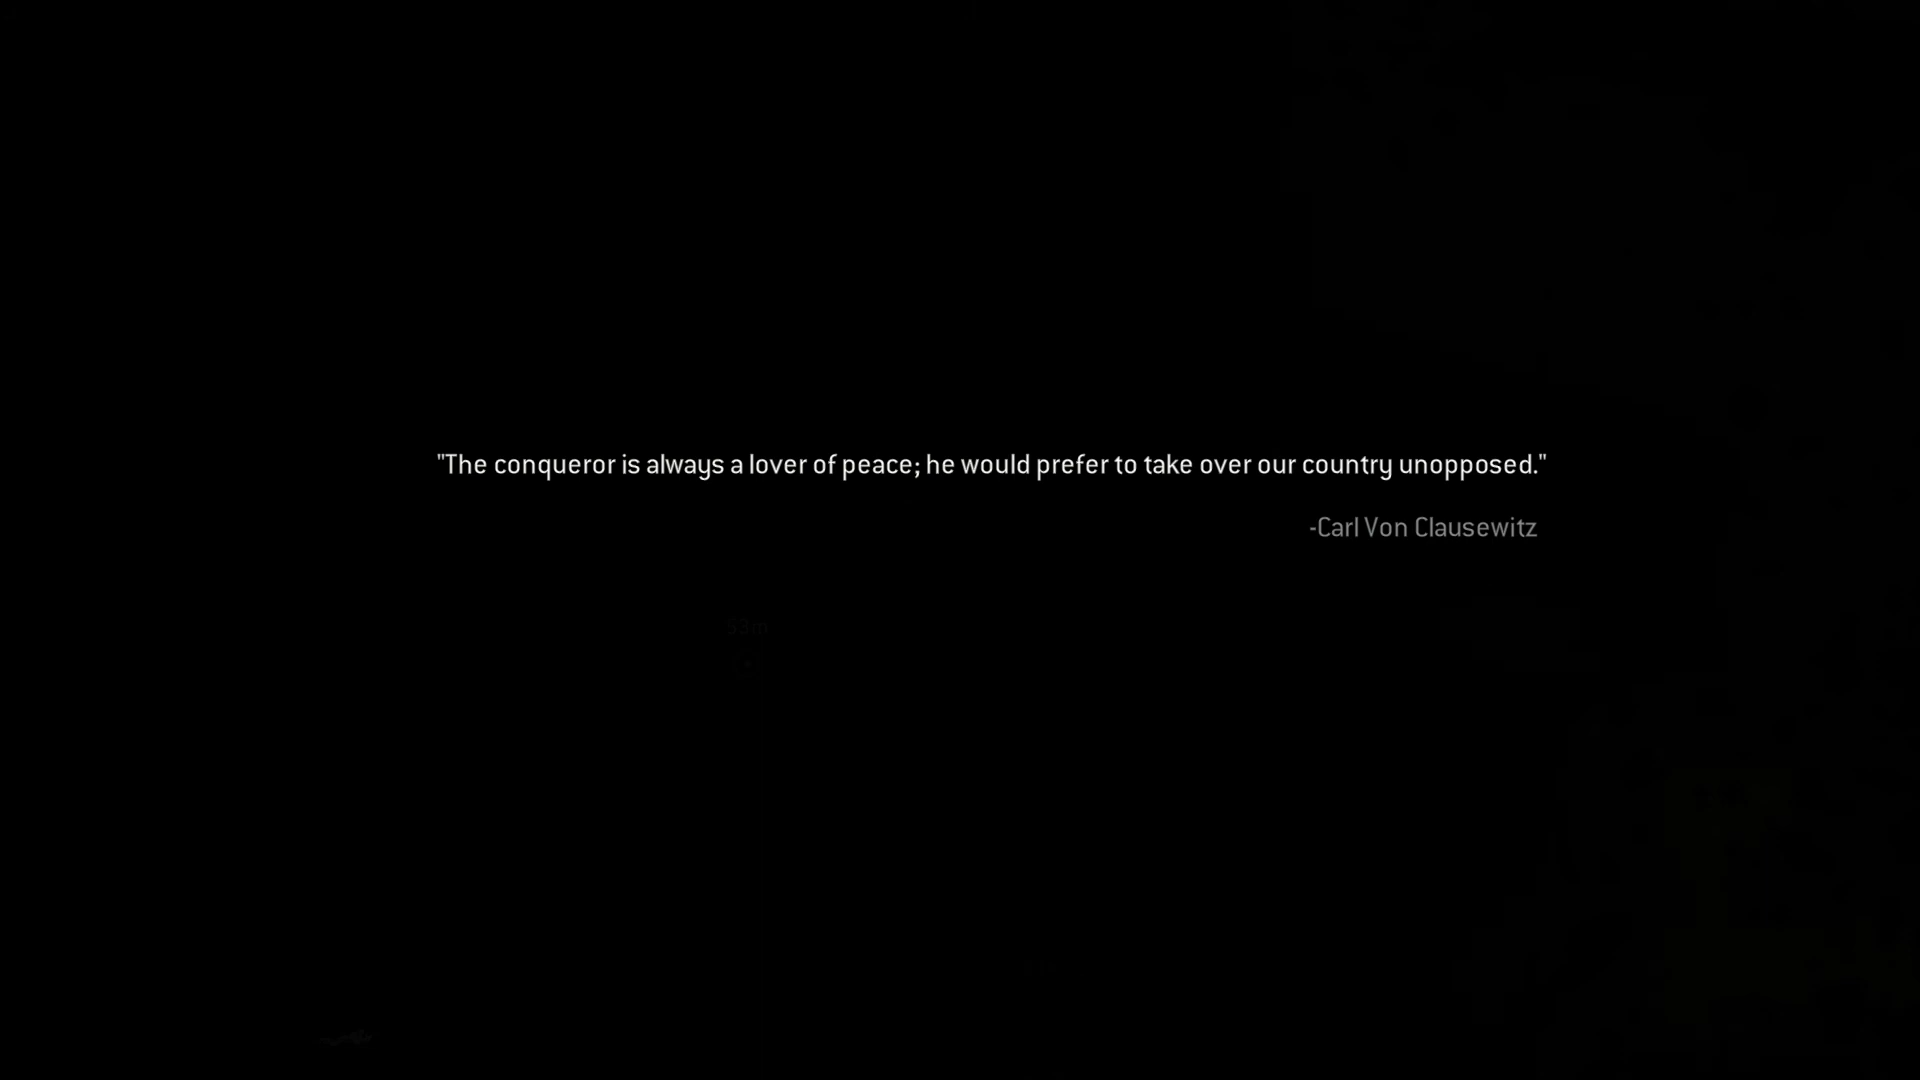 "The conqueror is always a lover of peace; he would prefer to take over our country unopposed."
-Carl Von Clausewitz
53m